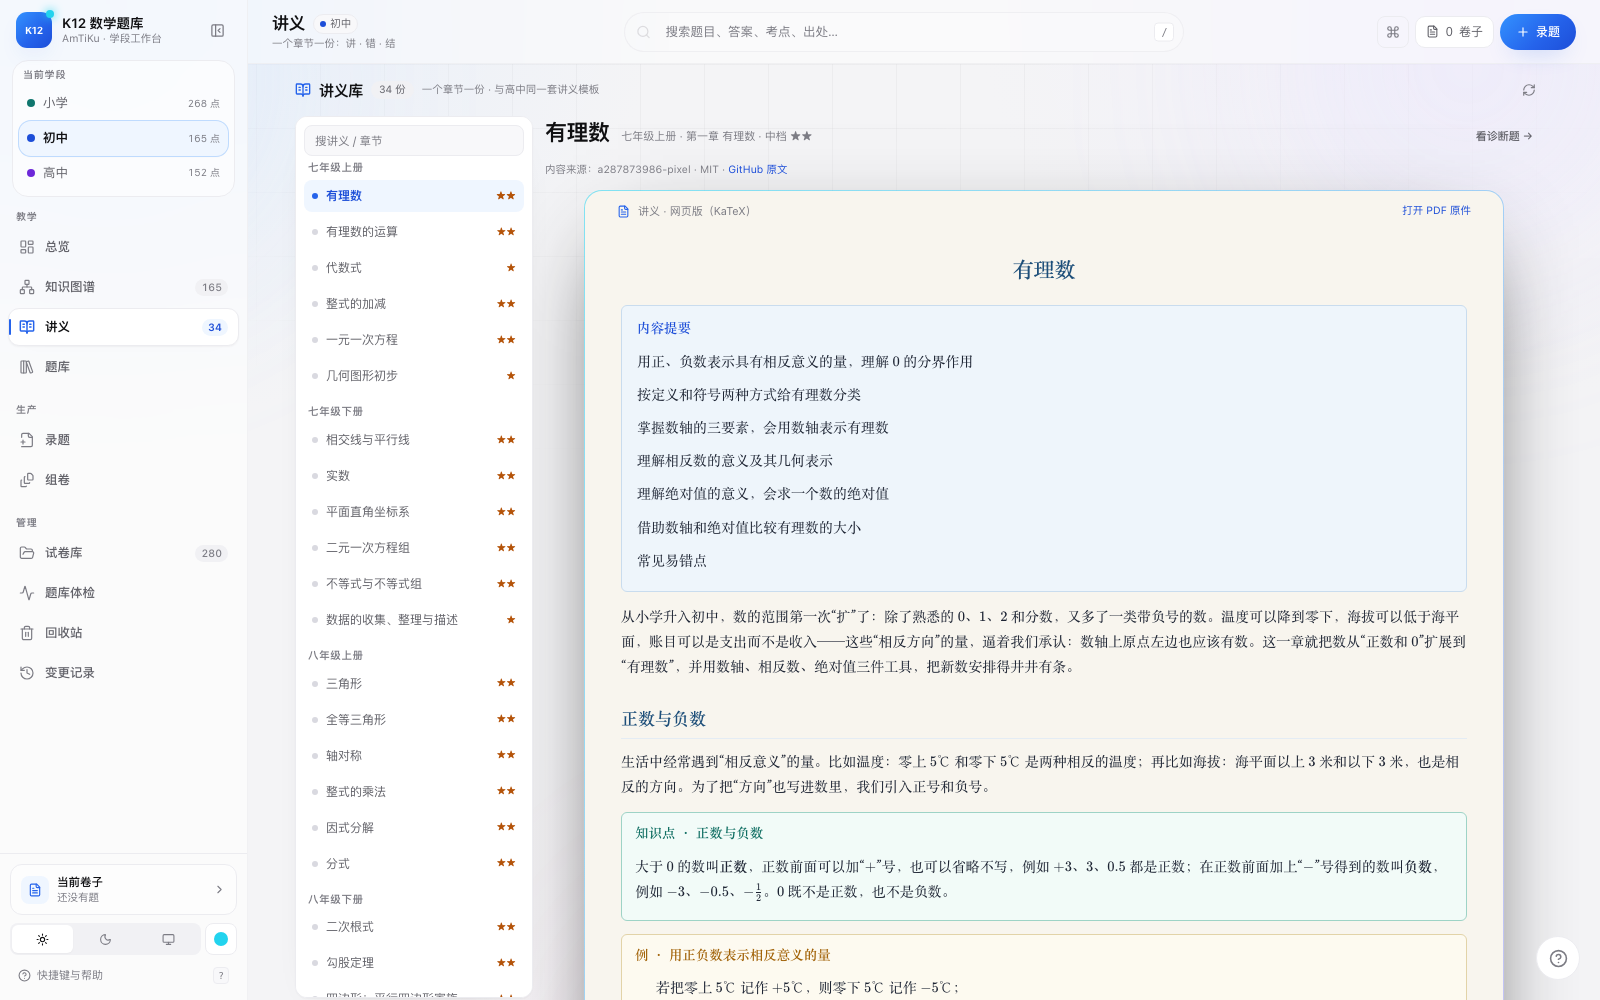 K12
K12 数学题库
AmTiKu · 学段工作台
当前学段
小学 268 点
初中 165 点
高中 152 点
教学
总览
知识图谱 165
讲义 34
题库
生产
录题
组卷
管理
试卷库 280
题库体检
回收站
变更记录
当前卷子
还没有题
快捷键与帮助 ?
讲义 初中
一个章节一份：讲 · 错 · 结
搜索题目、答案、考点、出处... /
⌘
0 卷子
+ 录题
讲义库 34 份 一个章节一份 · 与高中同一套讲义模板
搜讲义 / 章节
七年级上册
有理数 ★★
有理数的运算 ★★
代数式 ★
整式的加减 ★★
一元一次方程 ★★
几何图形初步 ★
七年级下册
相交线与平行线 ★★
实数 ★★
平面直角坐标系 ★★
二元一次方程组 ★★
不等式与不等式组 ★★
数据的收集、整理与描述 ★
八年级上册
三角形 ★★
全等三角形 ★★
轴对称 ★★
整式的乘法 ★★
因式分解 ★★
分式 ★★
八年级下册
二次根式 ★★
勾股定理 ★★
有理数 七年级上册 · 第一章 有理数 · 中档 ★★
看诊断题 →
内容来源：a287873986-pixel · MIT · GitHub 原文
讲义 · 网页版（KaTeX）
打开 PDF 原件
有理数
内容提要
用正、负数表示具有相反意义的量，理解 0 的分界作用
按定义和符号两种方式给有理数分类
掌握数轴的三要素，会用数轴表示有理数
理解相反数的意义及其几何表示
理解绝对值的意义，会求一个数的绝对值
借助数轴和绝对值比较有理数的大小
常见易错点
从小学升入初中，数的范围第一次“扩”了：除了熟悉的 0、1、2 和分数，又多了一类带负号的数。温度可以降到零下，海拔可以低于海平
面，账目可以是支出而不是收入——这些“相反方向”的量，逼着我们承认：数轴上原点左边也应该有数。这一章就把数从“正数和 0”扩展到
“有理数”，并用数轴、相反数、绝对值三件工具，把新数安排得井井有条。
正数与负数
生活中经常遇到“相反意义”的量。比如温度：零上 5℃ 和零下 5℃ 是两种相反的温度；再比如海拔：海平面以上 3 米和以下 3 米，也是相
反的方向。为了把“方向”也写进数里，我们引入正号和负号。
知识点 · 正数与负数
大于 0 的数叫正数，正数前面可以加“+”号，也可以省略不写，例如 +3、3、0.5 都是正数；在正数前面加上“−”号得到的数叫负数，
例如 −3、−0.5、−1/2。0 既不是正数，也不是负数。
例 · 用正负数表示相反意义的量
若把零上 5℃ 记作 +5℃，则零下 5℃ 记作 −5℃；